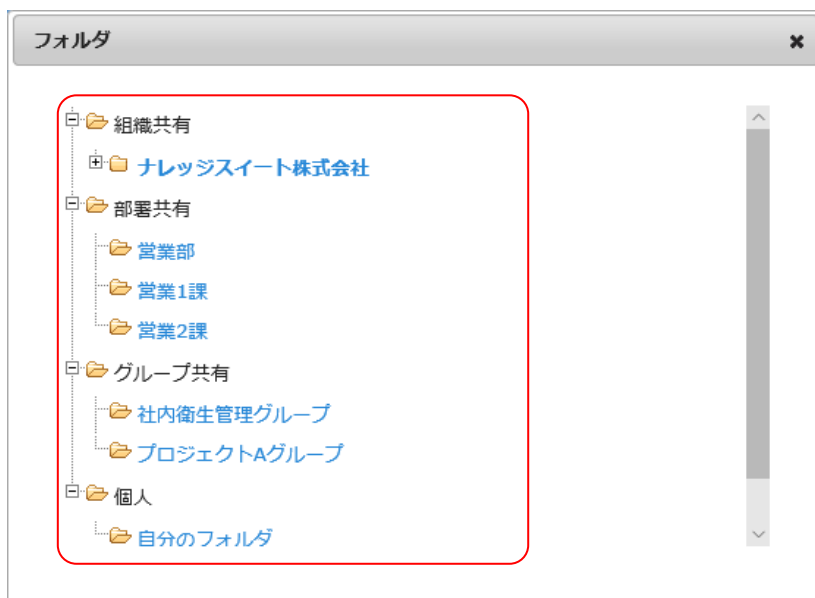 フォルダ
組織共有
ナレッジスイート株式会社
部署共有
営業部
営業1課
営業2課
グループ共有
社内衛生管理グループ
プロジェクトAグループ
個人
自分のフォルダ